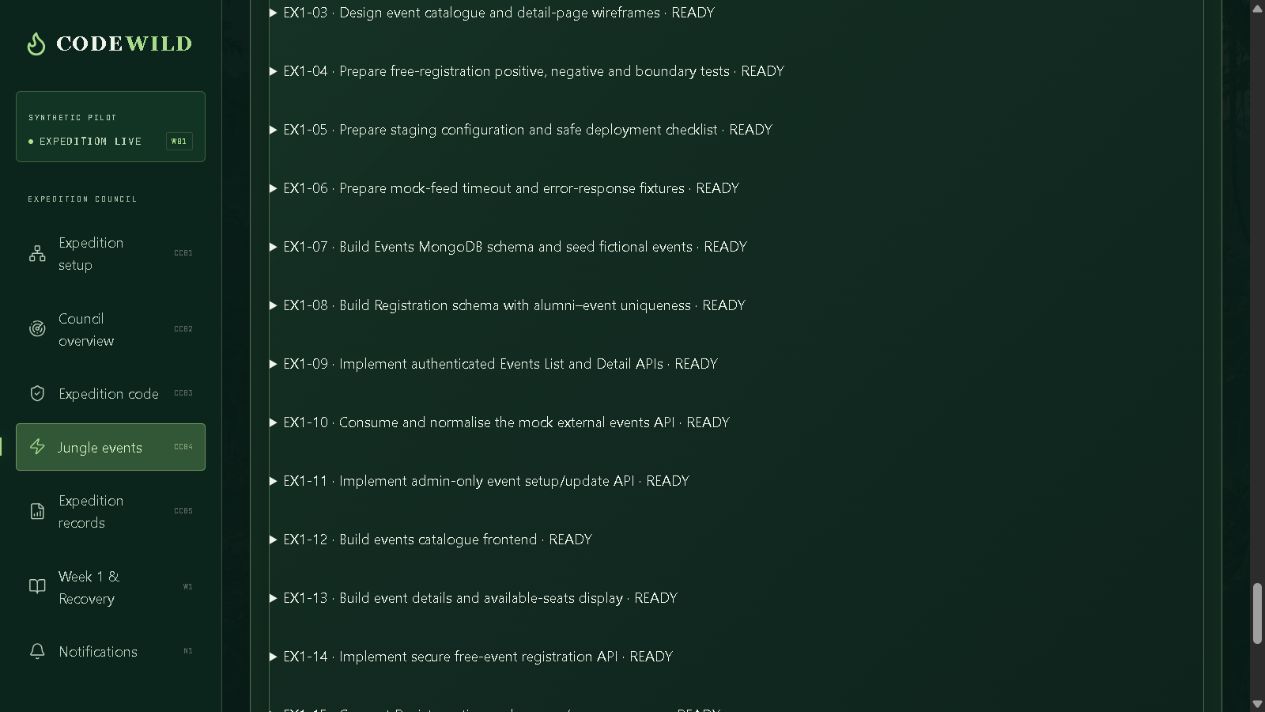 CODEWILD
SYNTHETIC PILOT
EXPEDITION LIVE
W01
EXPEDITION COUNCIL
Expedition
setup
CC01
Council
overview
CC02
Expedition code
CC03
Jungle events
CC04
Expedition
records
CC05
Week 1 &
Recovery
W1
Notifications
N1
EX1-03 · Design event catalogue and detail-page wireframes · READY
EX1-04 · Prepare free-registration positive, negative and boundary tests · READY
EX1-05 · Prepare staging configuration and safe deployment checklist · READY
EX1-06 · Prepare mock-feed timeout and error-response fixtures · READY
EX1-07 · Build Events MongoDB schema and seed fictional events · READY
EX1-08 · Build Registration schema with alumni–event uniqueness · READY
EX1-09 · Implement authenticated Events List and Detail APIs · READY
EX1-10 · Consume and normalise the mock external events API · READY
EX1-11 · Implement admin-only event setup/update API · READY
EX1-12 · Build events catalogue frontend · READY
EX1-13 · Build event details and available-seats display · READY
EX1-14 · Implement secure free-event registration API · READY